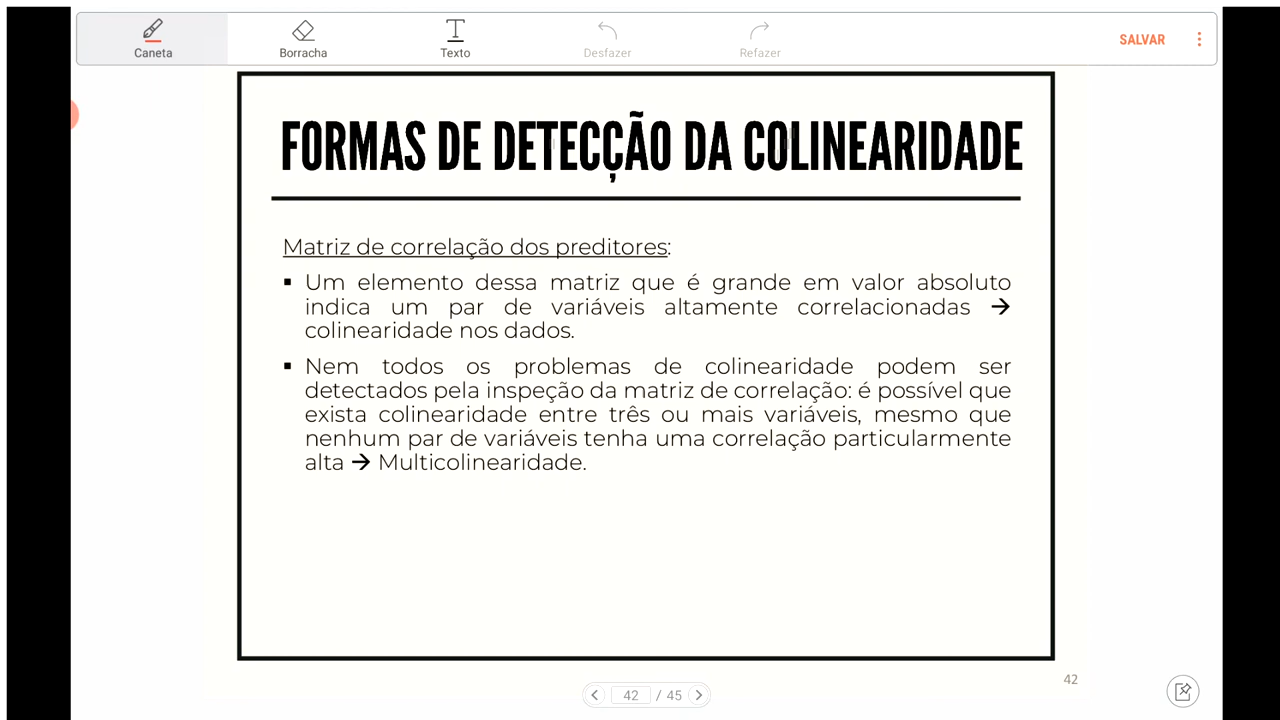 Caneta
Borracha
Texto
Desfazer
Refazer
SALVAR
FORMAS DE DETECÇÃO DA COLINEARIDADE
Matriz de correlação dos preditores:
▪ Um elemento dessa matriz que é grande em valor absoluto
indica um par de variáveis altamente correlacionadas →
colinearidade nos dados.
▪ Nem todos os problemas de colinearidade podem ser
detectados pela inspeção da matriz de correlação: é possível que
exista colinearidade entre três ou mais variáveis, mesmo que
nenhum par de variáveis tenha uma correlação particularmente
alta → Multicolinearidade.
42
42 / 45